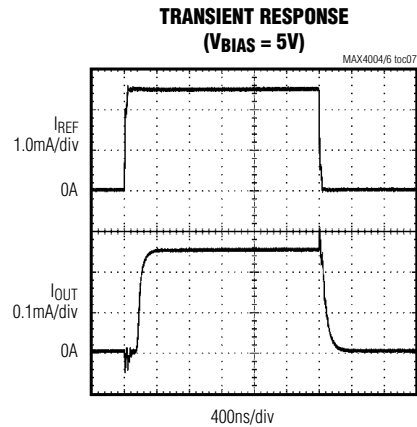 TRANSIENT RESPONSE
(VBIAS = 5V)
MAX4004/6 toc07
IREF
1.0mA/div
0A
IOUT
0.1mA/div
0A
400ns/div